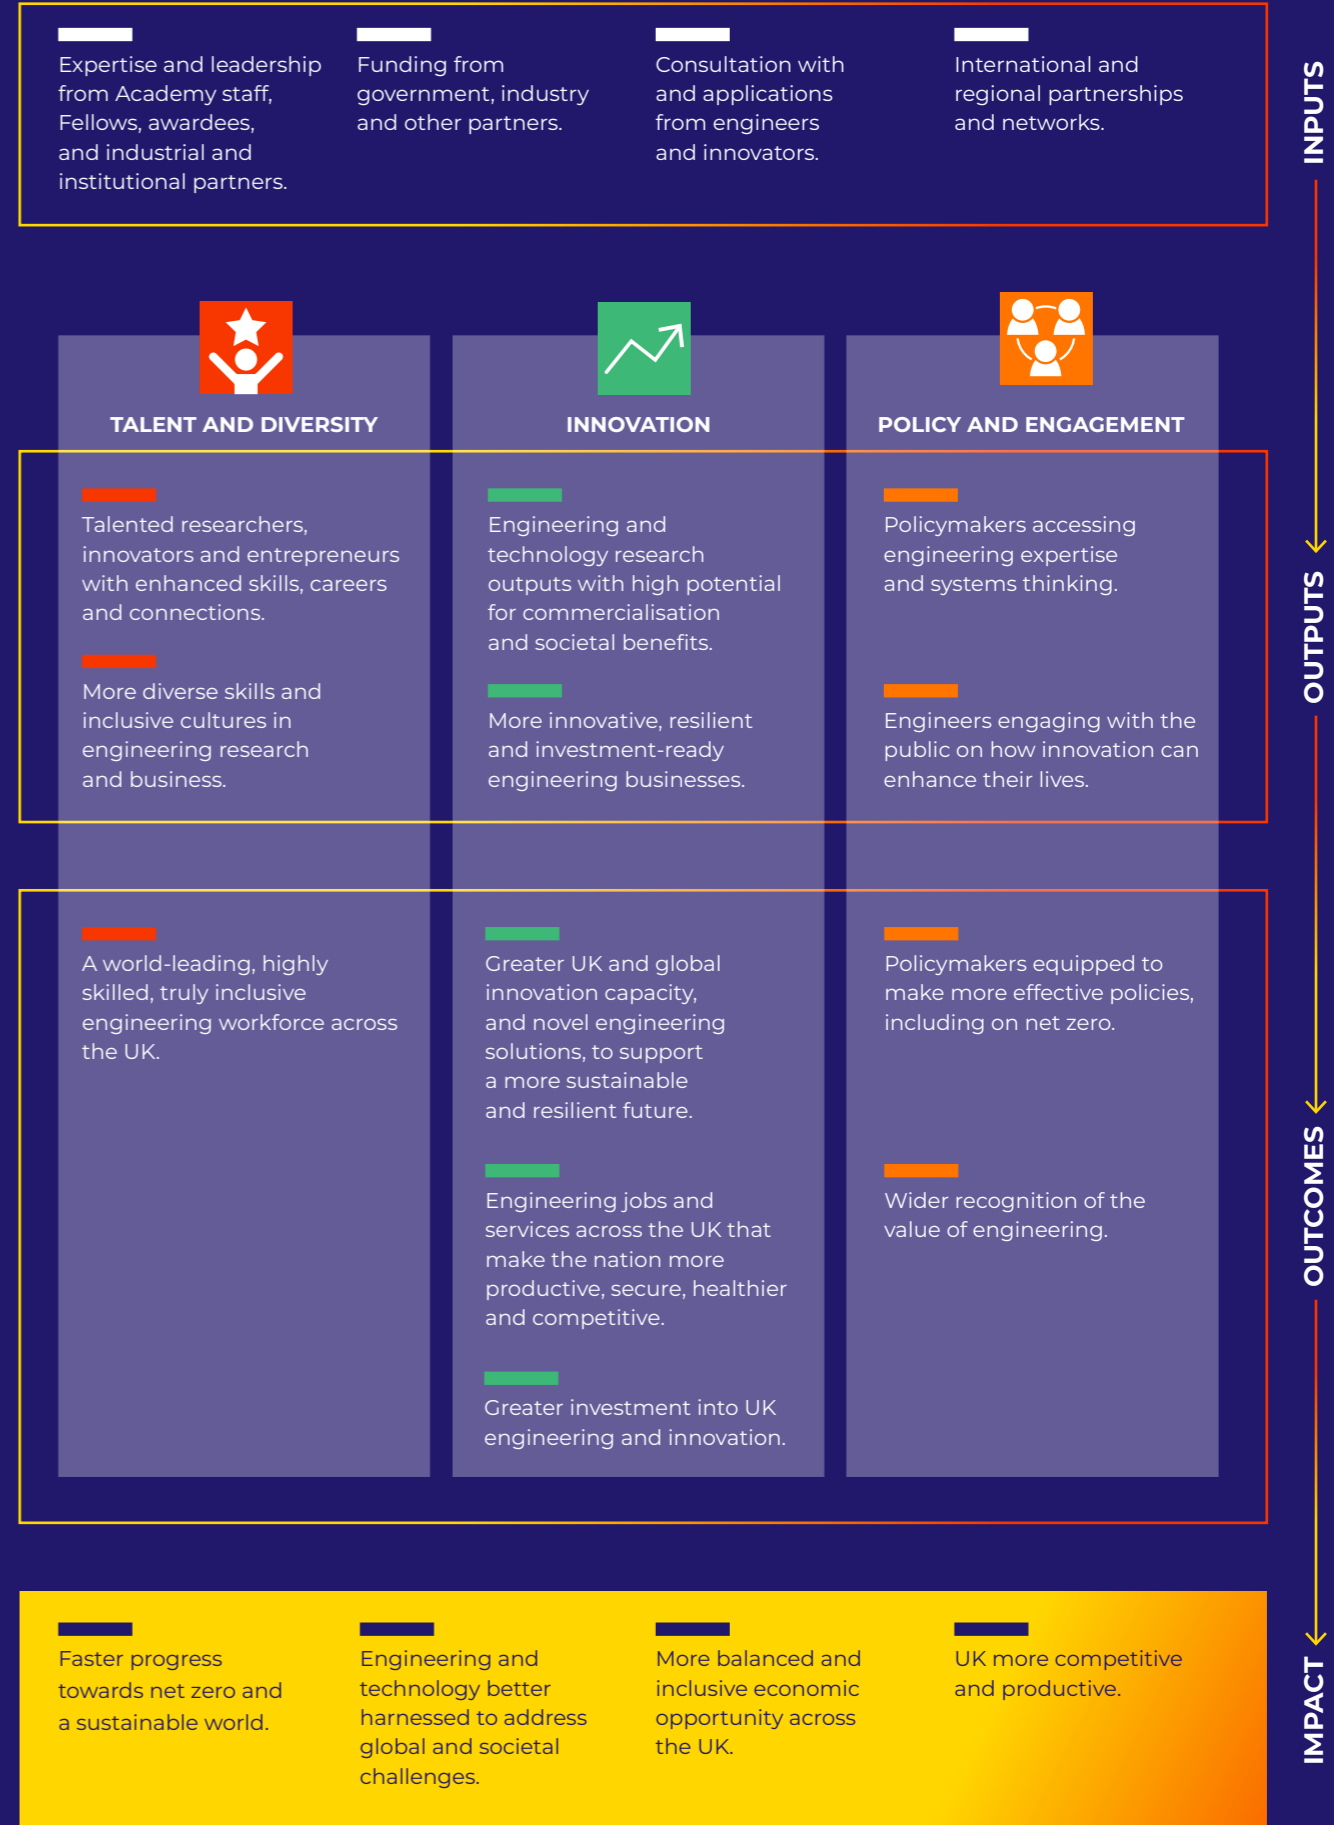 INPUTS
Expertise and leadership
from Academy staff,
Fellows, awardees,
and industrial and
institutional partners.
Funding from
government, industry
and other partners.
Consultation with
and applications
from engineers
and innovators.
International and
regional partnerships
and networks.
TALENT AND DIVERSITY
INNOVATION
POLICY AND ENGAGEMENT
OUTPUTS
Talented researchers,
innovators and entrepreneurs
with enhanced skills, careers
and connections.
More diverse skills and
inclusive cultures in
engineering research
and business.
Engineering and
technology research
outputs with high potential
for commercialisation
and societal benefits.
More innovative, resilient
and investment-ready
engineering businesses.
Policymakers accessing
engineering expertise
and systems thinking.
Engineers engaging with the
public on how innovation can
enhance their lives.
OUTCOMES
A world-leading, highly
skilled, truly inclusive
engineering workforce across
the UK.
Greater UK and global
innovation capacity,
and novel engineering
solutions, to support
a more sustainable
and resilient future.
Engineering jobs and
services across the UK that
make the nation more
productive, secure, healthier
and competitive.
Greater investment into UK
engineering and innovation.
Policymakers equipped to
make more effective policies,
including on net zero.
Wider recognition of the
value of engineering.
IMPACT
Faster progress
towards net zero and
a sustainable world.
Engineering and
technology better
harnessed to address
global and societal
challenges.
More balanced and
inclusive economic
opportunity across
the UK.
UK more competitive
and productive.